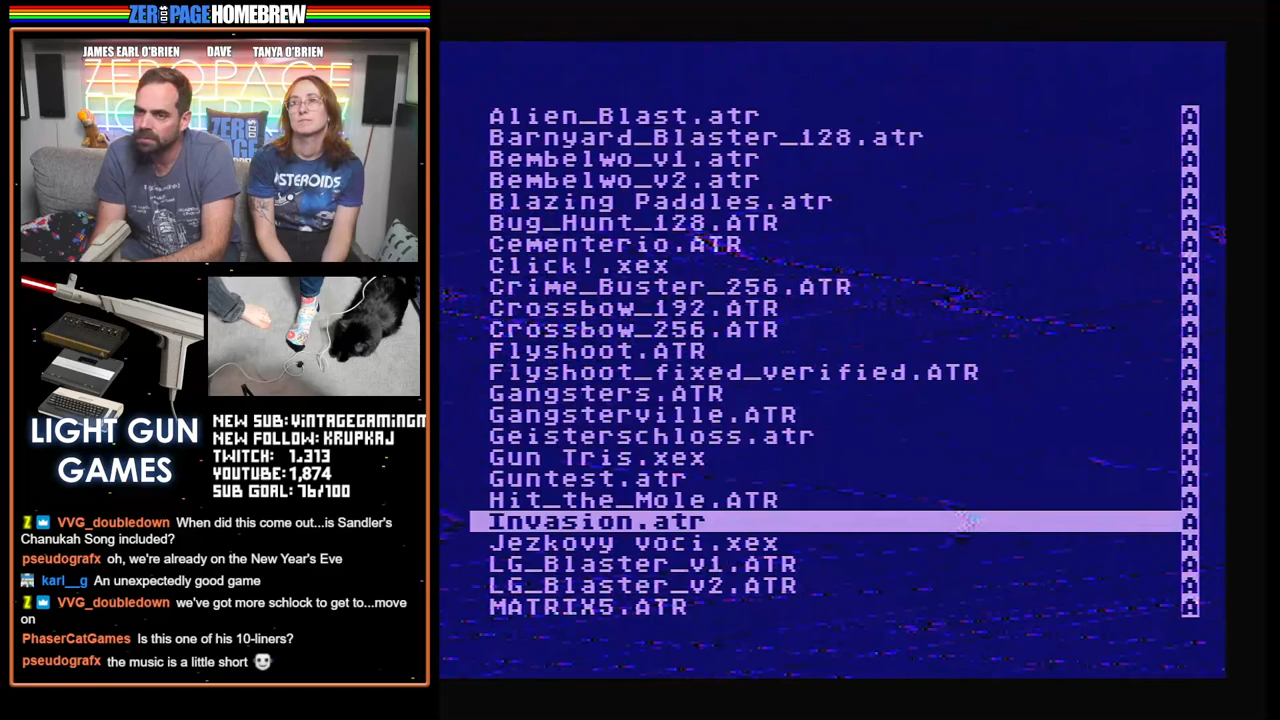 ZEROPAGE HOMEBREW
JAMES EARL O'BRIEN DAVE TANYA O'BRIEN
ZEROPAGE
HOMEBREW
ASTEROIDS
LIGHT GUN
GAMES
NEW SUB: VINTAGEGAMINGM
NEW FOLLOW: KRUPKAJ
TWITCH: 1,313
YOUTUBE: 1,874
SUB GOAL: 76/100
VVG_doubledown When did this come out...is Sandler's
Chanukah Song included?
pseudografx oh, we're already on the New Year's Eve
karl__g An unexpectedly good game
VVG_doubledown we've got more schlock to get to...move
on
PhaserCatGames Is this one of his 10-liners?
pseudografx the music is a little short
Alien_Blast.atr A
Barnyard_Blaster_128.atr A
Bembelwo_v1.atr A
Bembelwo_v2.atr A
Blazing Paddles.atr A
Bug_Hunt_128.ATR A
Cementerio.ATR A
Click!.xex X
Crime_Buster_256.ATR A
Crossbow_192.ATR A
Crossbow_256.ATR A
Flyshoot.ATR A
Flyshoot_fixed_verified.ATR A
Gangsters.ATR A
Gangsterville.ATR A
Geisterschloss.atr A
Gun Tris.xex X
Guntest.atr A
Hit_the_Mole.ATR A
Invasion.atr A
Jezkovy voci.xex X
LG_Blaster_v1.ATR A
LG_Blaster_v2.ATR A
MATRIX5.ATR A